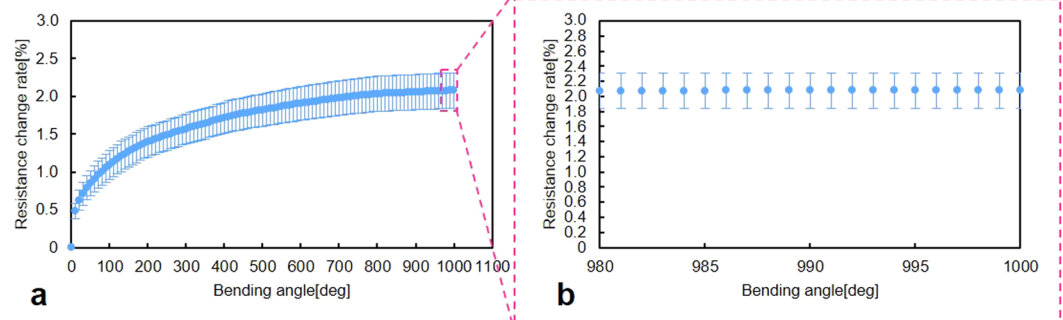 3.0
2.5
2.0
1.5
1.0
0.5
0
Resistance change rate[%]
0 100 200 300 400 500 600 700 800 900 1000 1100
Bending angle[deg]
a
3.0
2.8
2.6
2.4
2.2
2.0
1.8
1.6
1.4
1.2
1.0
0.8
0.6
0.4
0.2
0
Resistance change rate[%]
980 985 990 995 1000
Bending angle[deg]
b